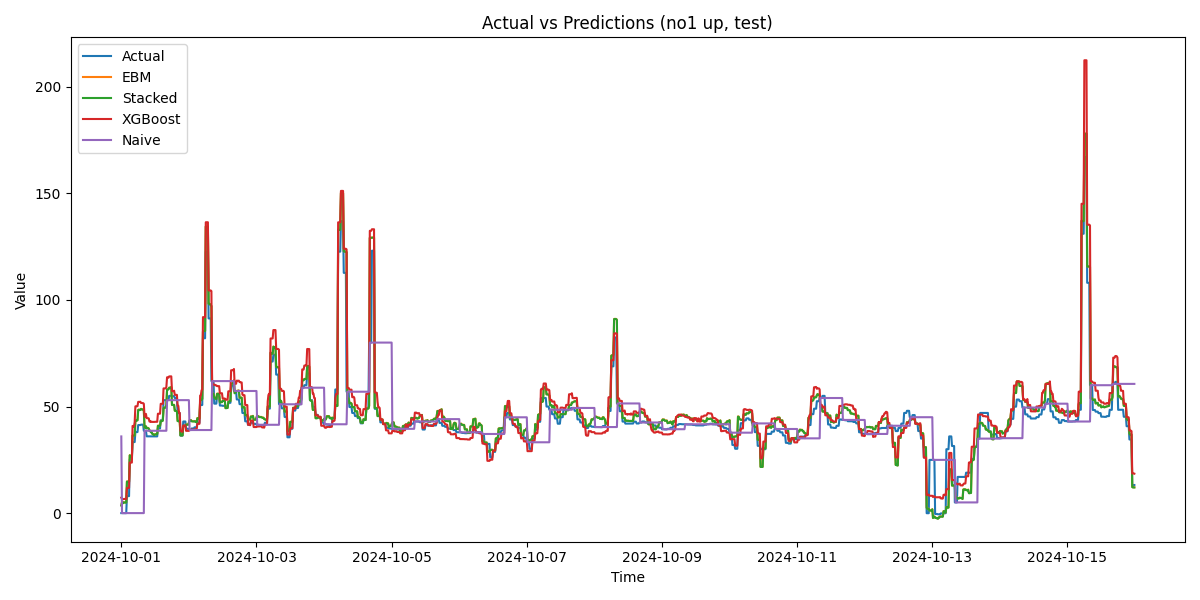 Actual vs Predictions (no1 up, test)
Actual
EBM
Stacked
XGBoost
Naive
Value
200
150
100
50
0
2024-10-01
2024-10-03
2024-10-05
2024-10-07
2024-10-09
2024-10-11
2024-10-13
2024-10-15
Time